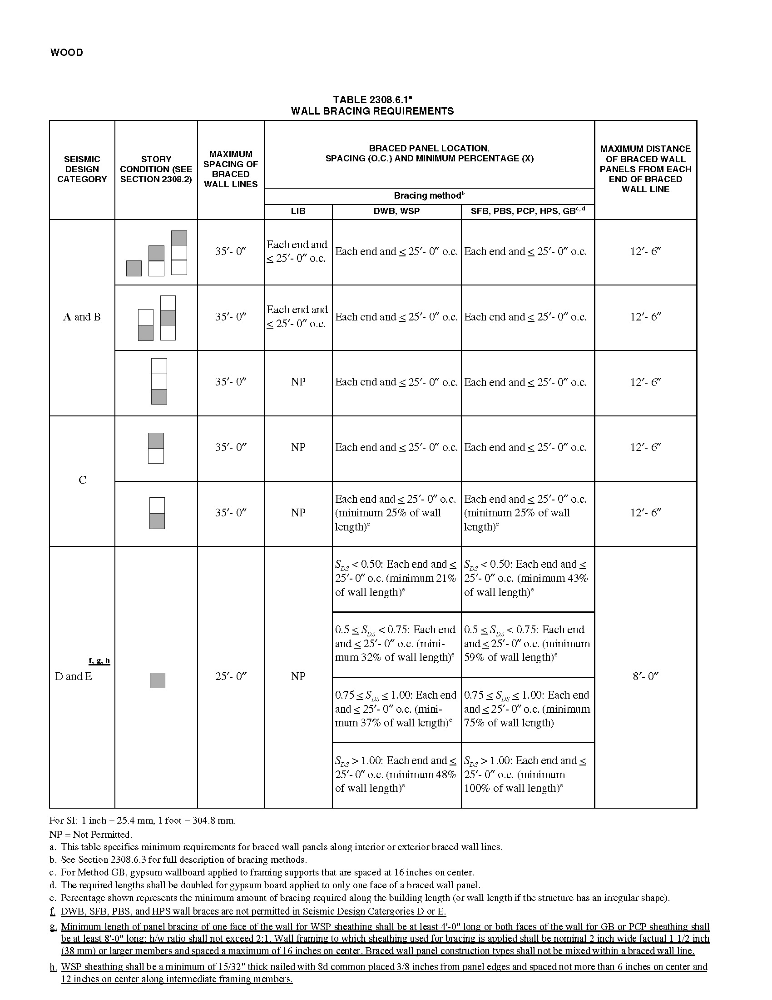 WOOD
TABLE 2308.6.1ᵃ
WALL BRACING REQUIREMENTS
SEISMIC
DESIGN
CATEGORY
STORY
CONDITION (SEE
SECTION 2308.2)
MAXIMUM
SPACING OF
BRACED
WALL LINES
BRACED PANEL LOCATION,
SPACING (O.C.) AND MINIMUM PERCENTAGE (X)
MAXIMUM DISTANCE
OF BRACED WALL
PANELS FROM EACH
END OF BRACED
WALL LINE
Bracing methodᵇ
LIB
DWB, WSP
SFB, PBS, PCP, HPS, GBᶜ,ᵈ
A and B
35′- 0″
Each end and
≤ 25′- 0″ o.c.
Each end and ≤ 25′- 0″ o.c.
Each end and ≤ 25′- 0″ o.c.
12′- 6″
35′- 0″
Each end and
≤ 25′- 0″ o.c.
Each end and ≤ 25′- 0″ o.c.
Each end and ≤ 25′- 0″ o.c.
12′- 6″
35′- 0″
NP
Each end and ≤ 25′- 0″ o.c.
Each end and ≤ 25′- 0″ o.c.
12′- 6″
C
35′- 0″
NP
Each end and ≤ 25′- 0″ o.c.
Each end and ≤ 25′- 0″ o.c.
12′- 6″
35′- 0″
NP
Each end and ≤ 25′- 0″ o.c.
(minimum 25% of wall
length)ᵉ
Each end and ≤ 25′- 0″ o.c.
(minimum 25% of wall
length)ᵉ
12′- 6″
f, g, h
D and E
25′- 0″
NP
S_DS < 0.50: Each end and ≤
25′- 0″ o.c. (minimum 21%
of wall length)ᵉ
S_DS < 0.50: Each end and ≤
25′- 0″ o.c. (minimum 43%
of wall length)ᵉ
0.5 ≤ S_DS < 0.75: Each end
and ≤ 25′- 0″ o.c. (mini-
mum 32% of wall length)ᵉ
0.5 ≤ S_DS < 0.75: Each end
and ≤ 25′- 0″ o.c. (minimum
59% of wall length)ᵉ
0.75 ≤ S_DS ≤ 1.00: Each end
and ≤ 25′- 0″ o.c. (mini-
mum 37% of wall length)ᵉ
0.75 ≤ S_DS ≤ 1.00: Each end
and ≤ 25′- 0″ o.c. (minimum
75% of wall length)
S_DS > 1.00: Each end and ≤
25′- 0″ o.c. (minimum 48%
of wall length)ᵉ
S_DS > 1.00: Each end and ≤
25′- 0″ o.c. (minimum
100% of wall length)ᵉ
8′- 0″
For SI: 1 inch = 25.4 mm, 1 foot = 304.8 mm.
NP = Not Permitted.
a. This table specifies minimum requirements for braced wall panels along interior or exterior braced wall lines.
b. See Section 2308.6.3 for full description of bracing methods.
c. For Method GB, gypsum wallboard applied to framing supports that are spaced at 16 inches on center.
d. The required lengths shall be doubled for gypsum board applied to only one face of a braced wall panel.
e. Percentage shown represents the minimum amount of bracing required along the building length (or wall length if the structure has an irregular shape).
f. DWB, SFB, PBS, and HPS wall braces are not permitted in Seismic Design Catergories D or E.
g. Minimum length of panel bracing of one face of the wall for WSP sheathing shall be at least 4'-0" long or both faces of the wall for GB or PCP sheathing shall
be at least 8'-0" long; h/w ratio shall not exceed 2:1. Wall framing to which sheathing used for bracing is applied shall be nominal 2 inch wide [actual 1 1/2 inch
(38 mm) or larger members and spaced a maximum of 16 inches on center. Braced wall panel construction types shall not be mixed within a braced wall line.
h. WSP sheathing shall be a minimum of 15/32" thick nailed with 8d common placed 3/8 inches from panel edges and spaced not more than 6 inches on center and
12 inches on center along intermediate framing members.